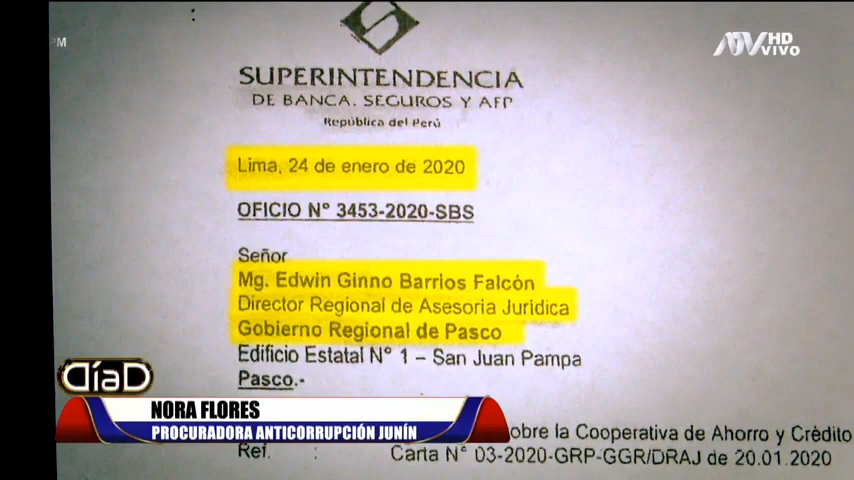 PM
ATV HD
VIVO
SUPERINTENDENCIA
DE BANCA, SEGUROS Y AFP
República del Perú
Lima, 24 de enero de 2020
OFICIO N° 3453-2020-SBS
Señor
Mg. Edwin Ginno Barrios Falcón
Director Regional de Asesoria Juridica
Gobierno Regional de Pasco
Edificio Estatal N° 1 – San Juan Pampa
Pasco.-
DíaD
NORA FLORES
PROCURADORA ANTICORRUPCIÓN JUNÍN
obre la Cooperativa de Ahorro y Crédito
Ref. : Carta N° 03-2020-GRP-GGR/DRAJ de 20.01.2020